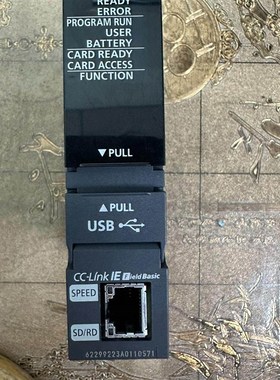 READY
ERROR
PROGRAM RUN
USER
BATTERY
CARD READY
CARD ACCESS
FUNCTION
▼PULL
▲PULL
USB
CC-Link IE Field Basic
SPEED
SD/RD
62299223A0110571